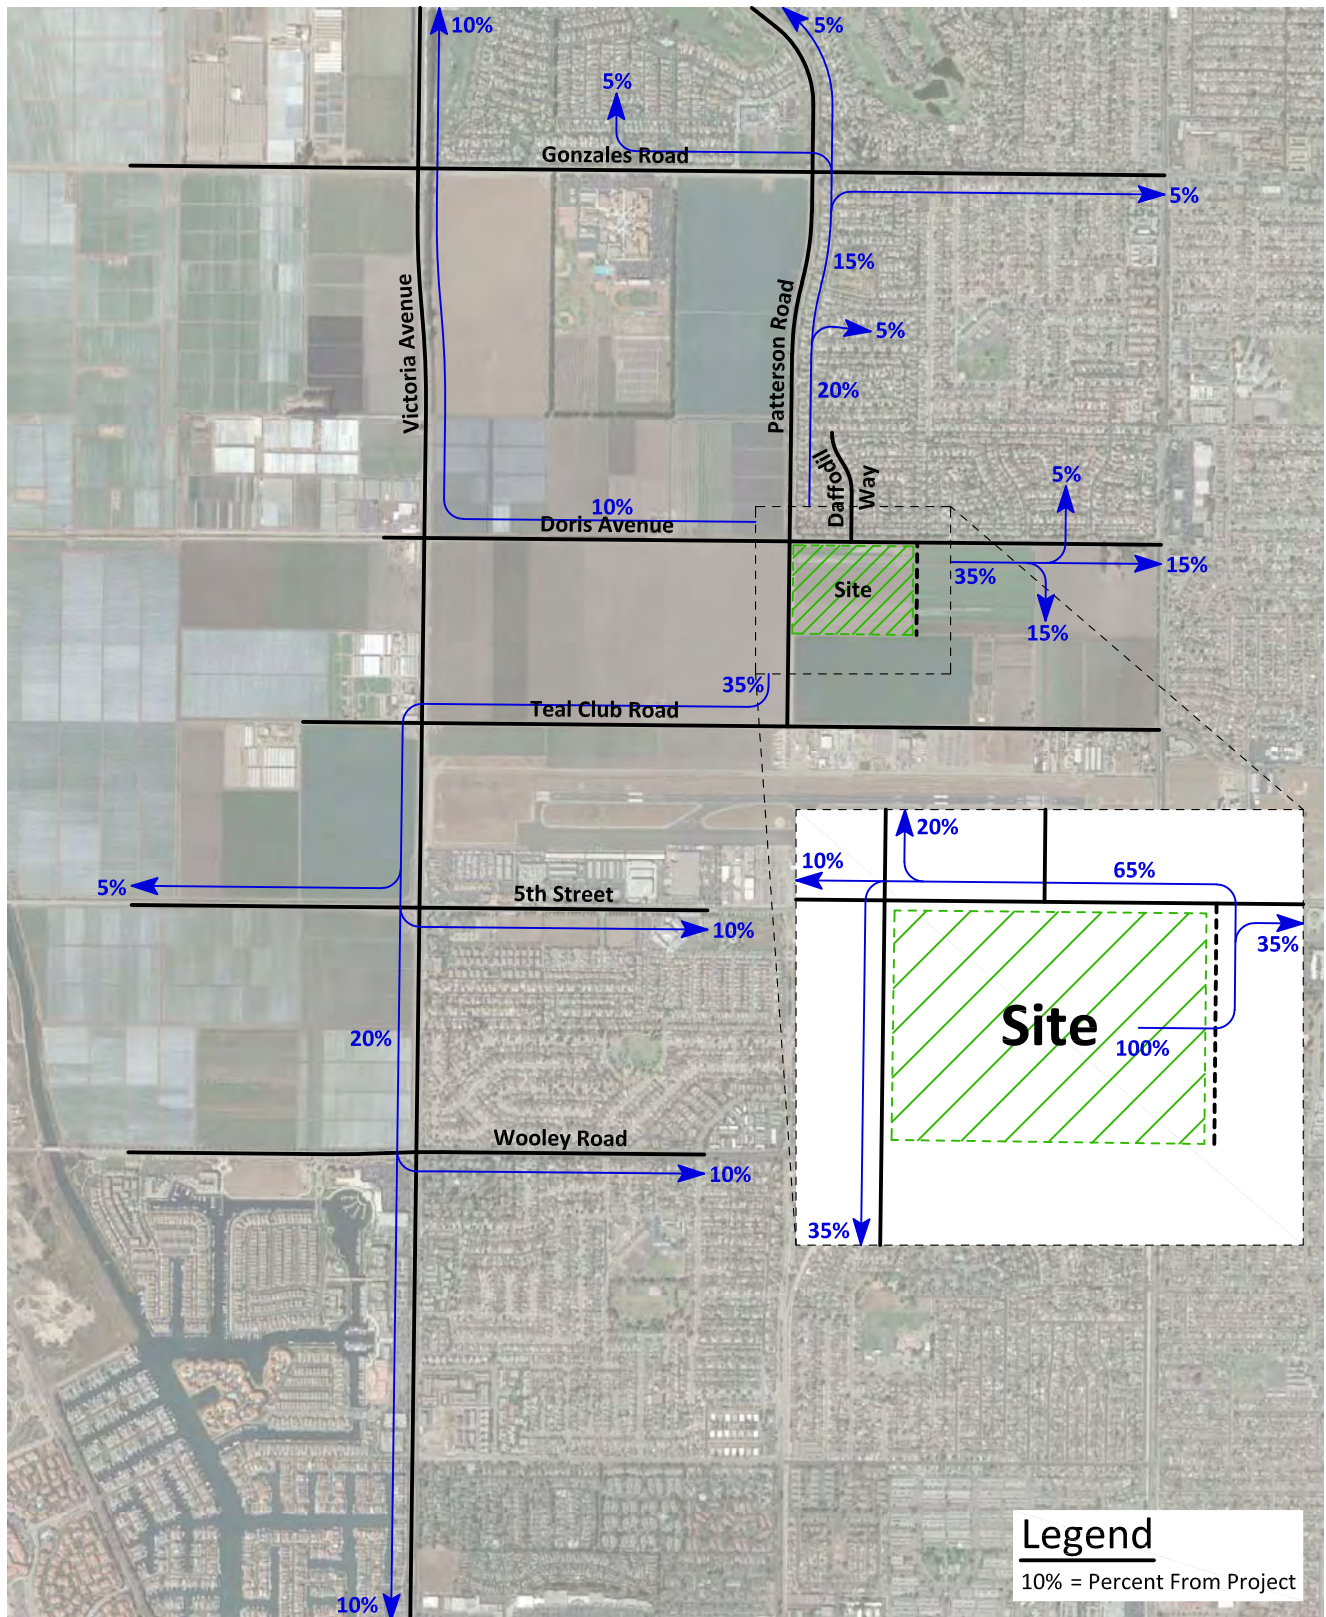 10%
5%
5%
Gonzales Road
5%
15%
Victoria Avenue
Patterson Road
5%
20%
Daffodil
Way
5%
10%
Doris Avenue
15%
35%
Site
15%
35%
Teal Club Road
20%
10%
65%
5%
5th Street
10%
35%
Site
100%
20%
Wooley Road
10%
35%
Legend
10% = Percent From Project
10%